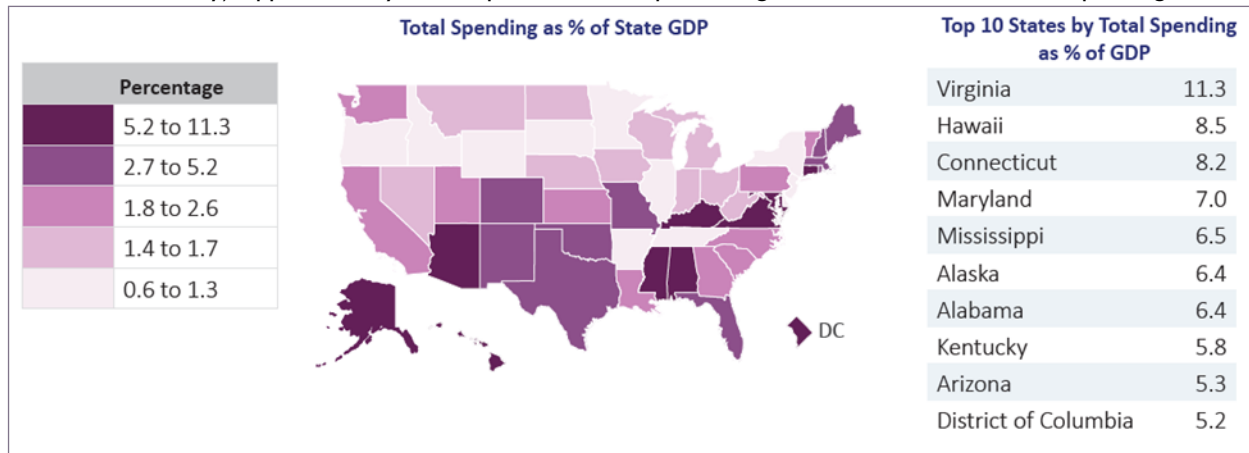 Total Spending as % of State GDP
Percentage
5.2 to 11.3
2.7 to 5.2
1.8 to 2.6
1.4 to 1.7
0.6 to 1.3
DC
Top 10 States by Total Spending
as % of GDP
Virginia 11.3
Hawaii 8.5
Connecticut 8.2
Maryland 7.0
Mississippi 6.5
Alaska 6.4
Alabama 6.4
Kentucky 5.8
Arizona 5.3
District of Columbia 5.2